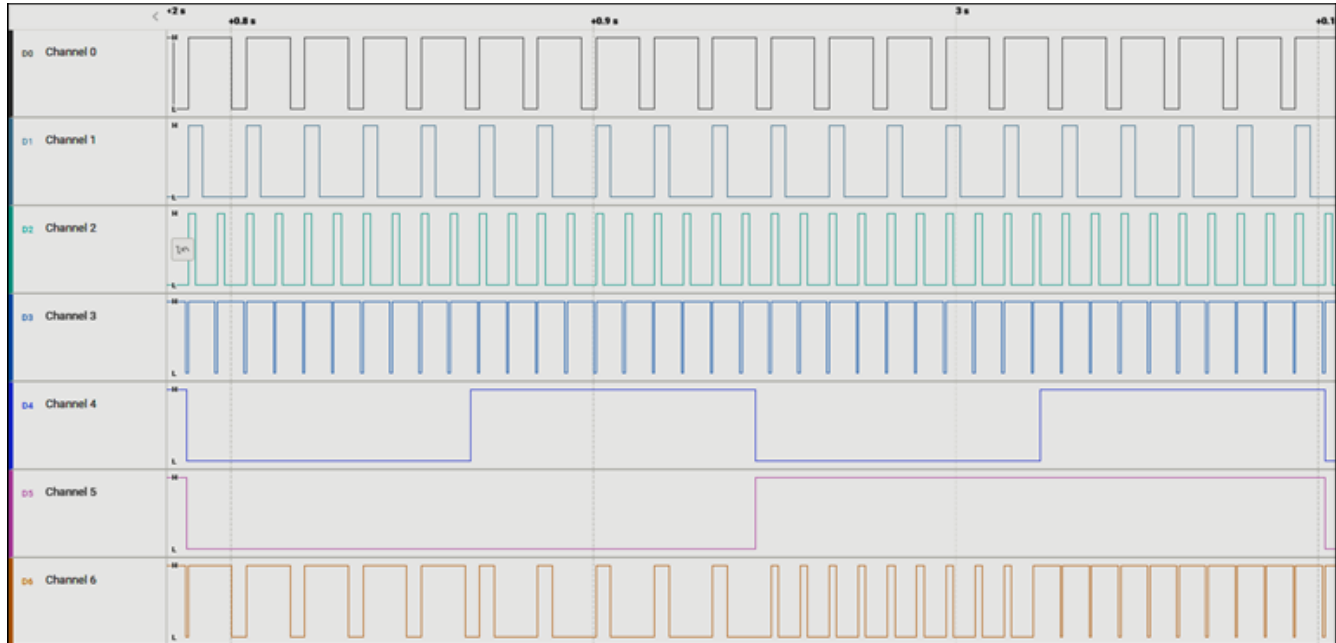 +2 s 3 s
+0.8 s +0.9 s +0.1
H
D0 Channel 0
L
H
D1 Channel 1
L
H
D2 Channel 2
L
H
D3 Channel 3
L
H
D4 Channel 4
L
H
D5 Channel 5
L
H
D6 Channel 6
L